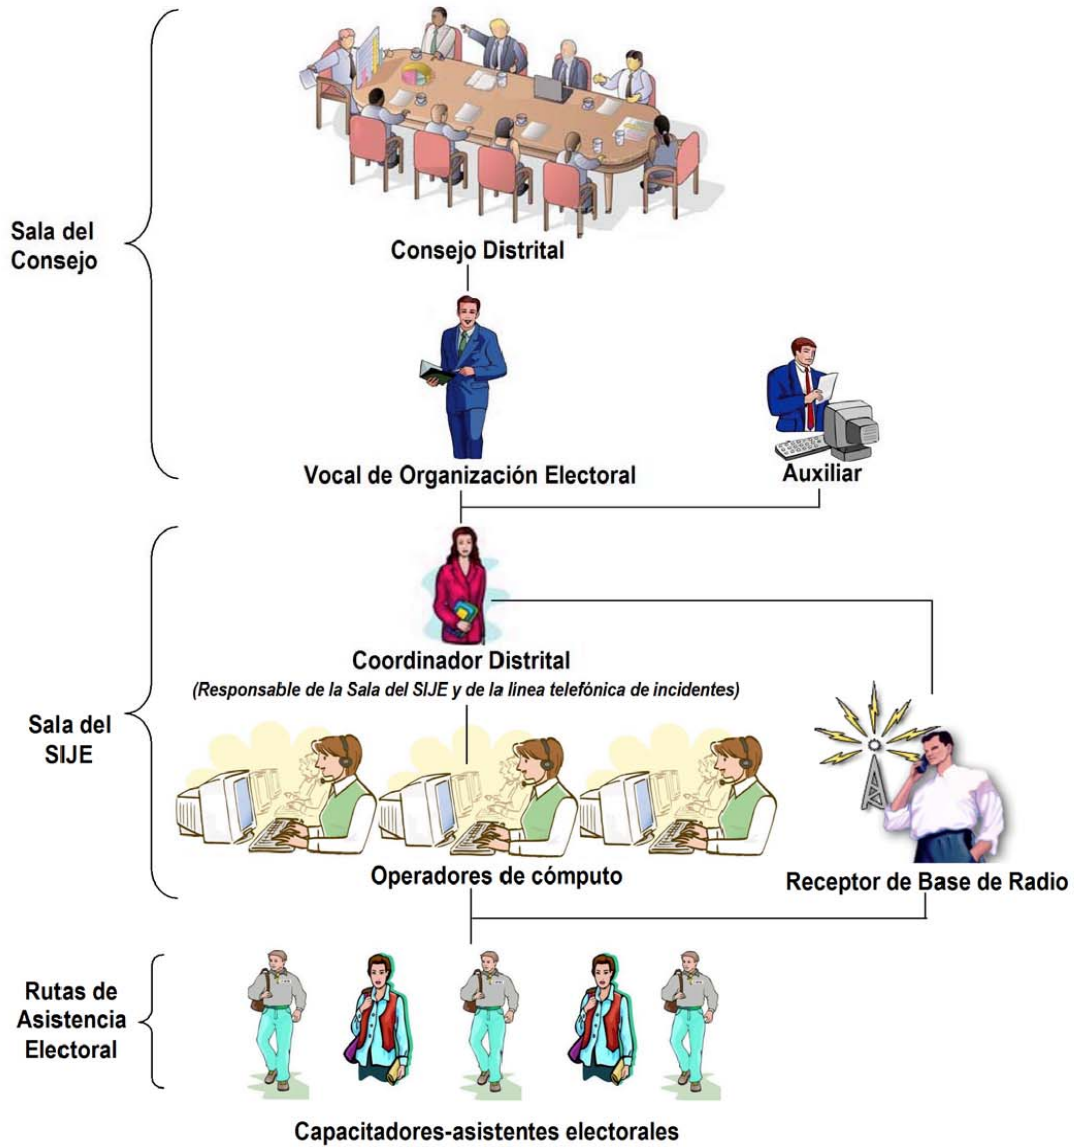 Sala del
Consejo
Consejo Distrital
Vocal de Organización Electoral
Auxiliar
Sala del
SIJE
Coordinador Distrital
(Responsable de la Sala del SIJE y de la linea telefónica de incidentes)
Operadores de cómputo
Receptor de Base de Radio
Rutas de
Asistencia
Electoral
Capacitadores-asistentes electorales